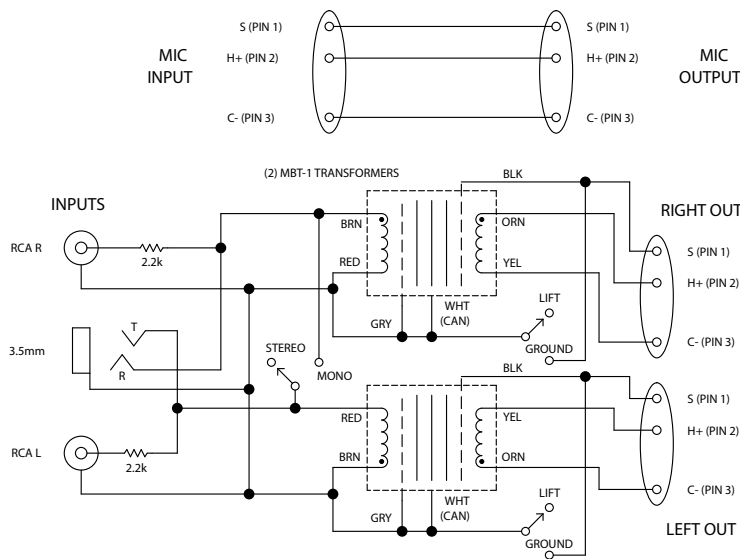 S (PIN 1)
H+ (PIN 2)
C- (PIN 3)
MIC
INPUT
S (PIN 1)
H+ (PIN 2)
C- (PIN 3)
MIC
OUTPUT
(2) MBT-1 TRANSFORMERS
INPUTS
RCA R
2.2k
BRN
RED
GRY
WHT
(CAN)
BLK
ORN
YEL
LIFT
GROUND
RIGHT OUT
S (PIN 1)
H+ (PIN 2)
C- (PIN 3)
3.5mm
T
R
STEREO
MONO
RCA L
2.2k
RED
BRN
GRY
WHT
(CAN)
BLK
YEL
ORN
LIFT
GROUND
S (PIN 1)
H+ (PIN 2)
C- (PIN 3)
LEFT OUT